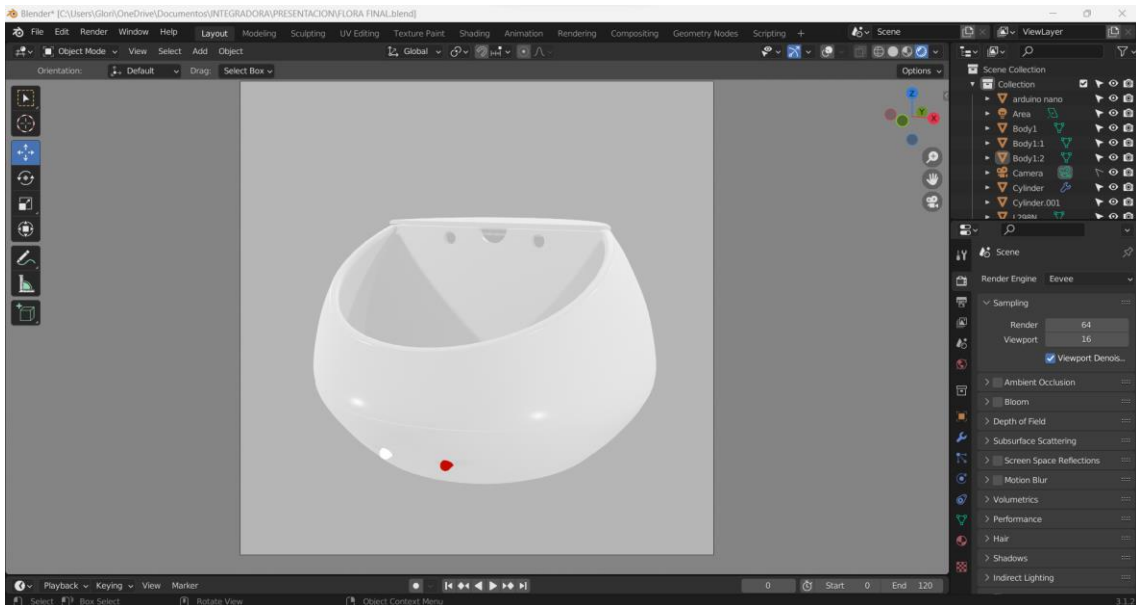 Blender* [C:\Users\Glori\OneDrive\Documentos\INTEGRADORA\PRESENTACION\FLORA FINAL.blend]
File Edit Render Window Help Layout Modeling Sculpting UV Editing Texture Paint Shading Animation Rendering Compositing Geometry Nodes Scripting + Scene ViewLayer
Object Mode View Select Add Object Global
Orientation: Default Drag: Select Box Options
Scene Collection
Collection
arduino nano
Area
Body1
Body1:1
Body1:2
Camera
Cylinder
Cylinder.001
L298N
Z
Y
X
Scene
Render Engine Eevee
Sampling
Render 64
Viewport 16
Viewport Denois...
Ambient Occlusion
Bloom
Depth of Field
Subsurface Scattering
Screen Space Reflections
Motion Blur
Volumetrics
Performance
Hair
Shadows
Indirect Lighting
Playback Keying View Marker 0 Start 0 End 120
Select Box Select Rotate View Object Context Menu 3.1.2